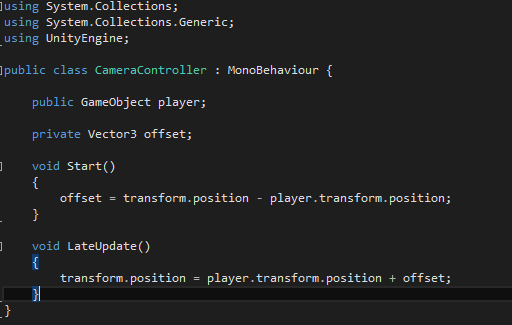 using System.Collections;
using System.Collections.Generic;
using UnityEngine;
public class CameraController : MonoBehaviour {
public GameObject player;
private Vector3 offset;
void Start()
{
offset = transform.position - player.transform.position;
}
void LateUpdate()
{
transform.position = player.transform.position + offset;
}
}